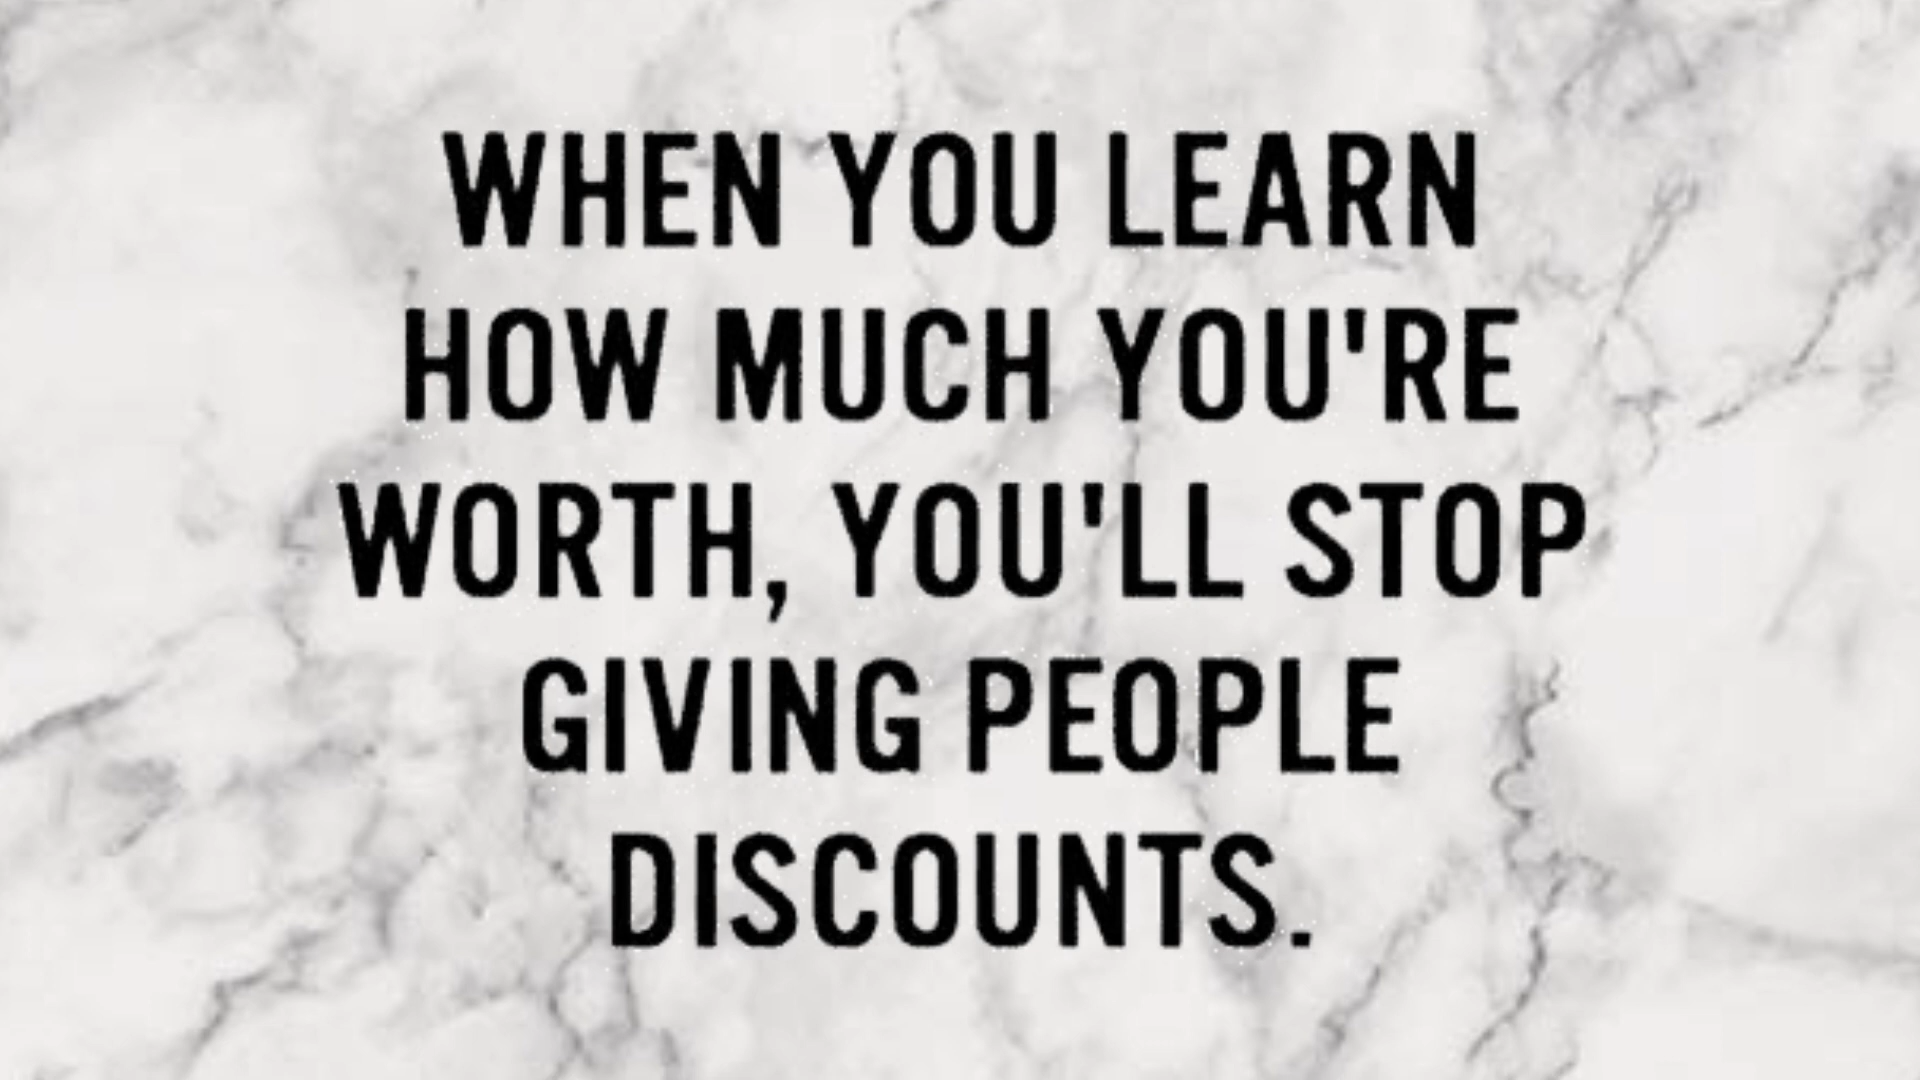 WHEN YOU LEARN
HOW MUCH YOU'RE
WORTH, YOU'LL STOP
GIVING PEOPLE
DISCOUNTS.